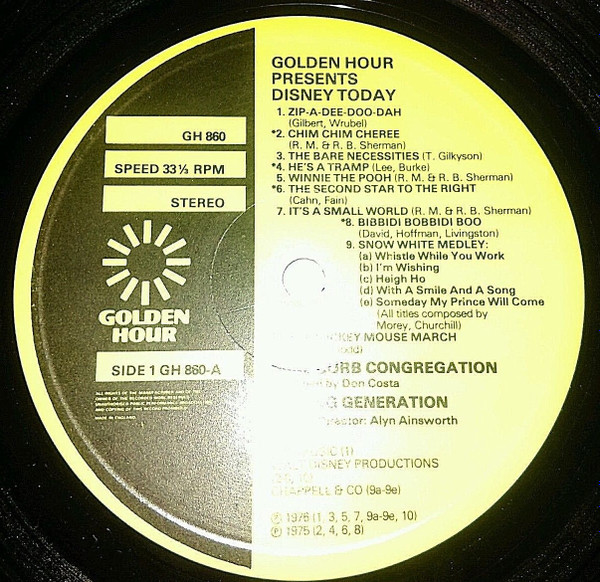 GOLDEN HOUR
PRESENTS
DISNEY TODAY
1. ZIP-A-DEE-DOO-DAH
(Gilbert, Wrubel)
*2. CHIM CHIM CHEREE
(R. M. & R. B. Sherman)
3. THE BARE NECESSITIES (T. Gilkyson)
*4. HE'S A TRAMP (Lee, Burke)
5. WINNIE THE POOH (R. M. & R. B. Sherman)
*6. THE SECOND STAR TO THE RIGHT
(Cahn, Fain)
7. IT'S A SMALL WORLD (R. M. & R. B. Sherman)
*8. BIBBIDI BOBBIDI BOO
(David, Hoffman, Livingston)
9. SNOW WHITE MEDLEY:
(a) Whistle While You Work
(b) I'm Wishing
(c) Heigh Ho
(d) With A Smile And A Song
(e) Someday My Prince Will Come
(All titles composed by
Morey, Churchill)
MOUSE MARCH
CONGREGATION
by Don Costa
GENERATION
Alyn Ainsworth
(1)
DISNEY PRODUCTIONS
CHAPPELL & CO (9a-9e)
℗ 1976 (1, 3, 5, 7, 9a-9e, 10)
℗ 1975 (2, 4, 6, 8)
GH 860
SPEED 33⅓ RPM
STEREO
GOLDEN
HOUR
SIDE 1 GH 860-A
MADE IN ENGLAND